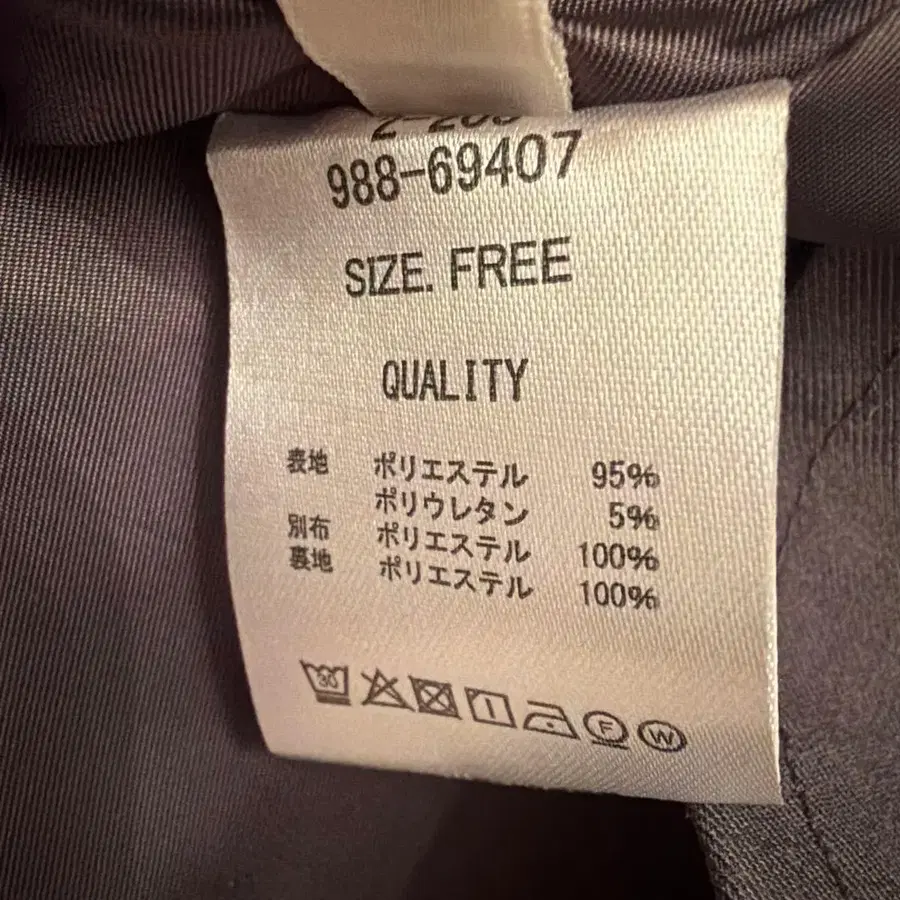 988-69407
SIZE. FREE
QUALITY
表地 ポリエステル 95%
ポリウレタン 5%
別布 ポリエステル 100%
裏地 ポリエステル 100%
30
F
W